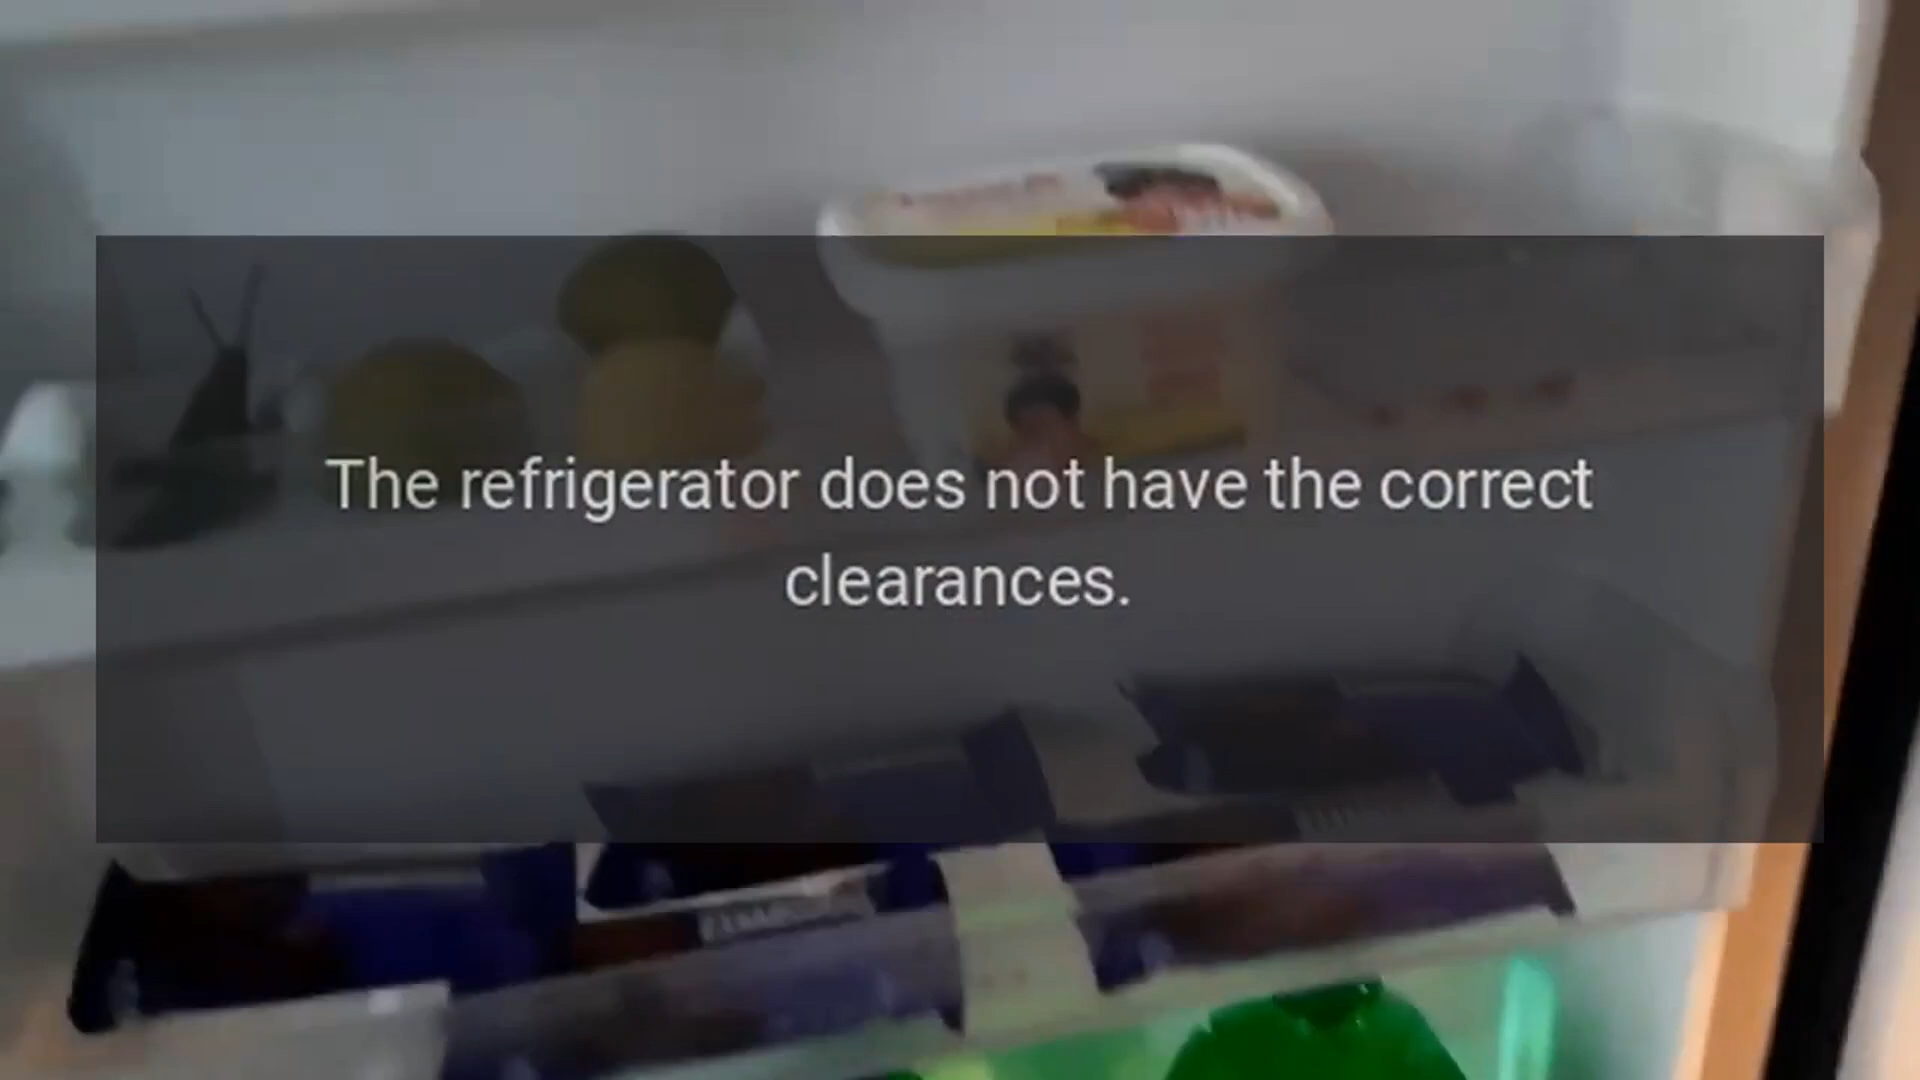 The refrigerator does not have the correct
clearances.